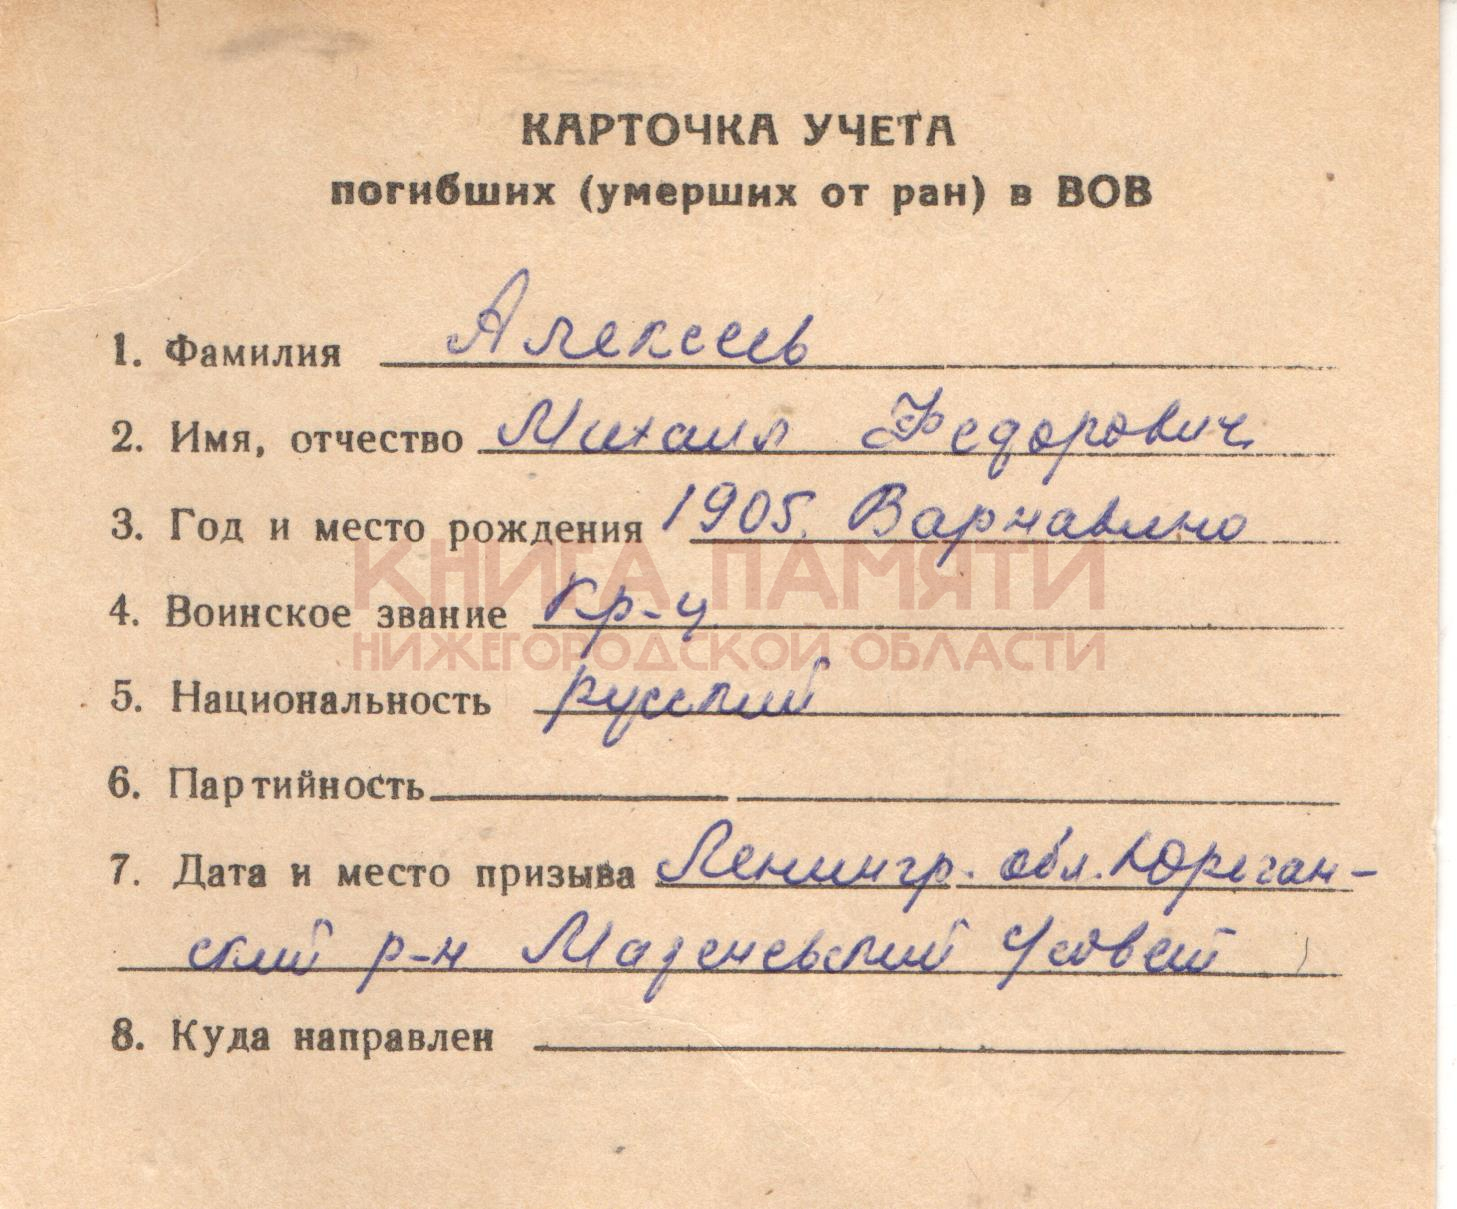 КАРТОЧКА УЧЕТА
погибших (умерших от ран) в ВОВ
1. Фамилия Алексеев
2. Имя, отчество Михаил Федорович
3. Год и место рождения 1905. Варнавино
КНИГА ПАМЯТИ
4. Воинское звание кр-ц
НИЖЕГОРОДСКОЙ ОБЛАСТИ
5. Национальность русский
6. Партийность
7. Дата и место призыва Ленингр. обл. Юреган-
ский р-н
8. Куда направлен